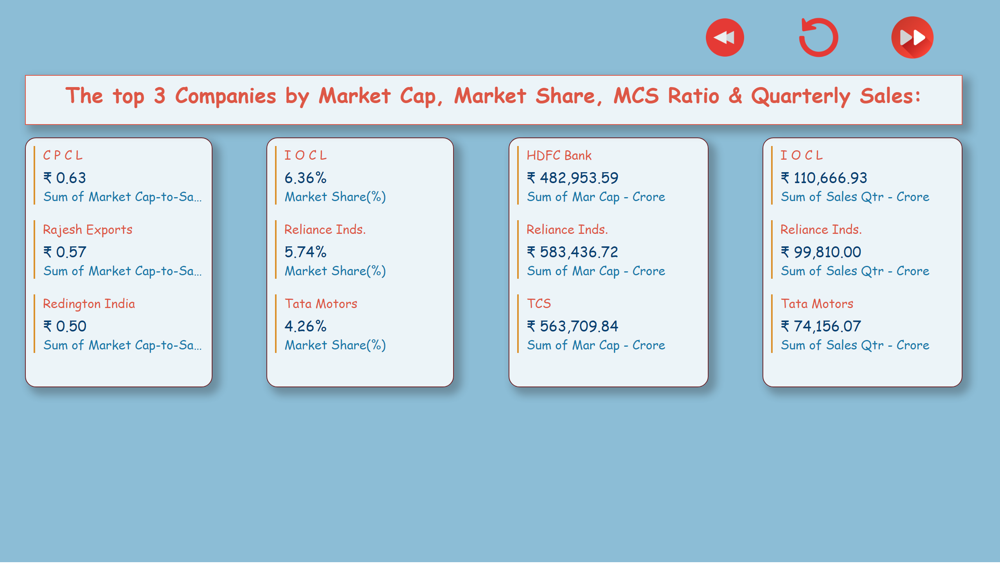 The top 3 Companies by Market Cap, Market Share, MCS Ratio & Quarterly Sales:
C P C L
₹ 0.63
Sum of Market Cap-to-Sa...
Rajesh Exports
₹ 0.57
Sum of Market Cap-to-Sa...
Redington India
₹ 0.50
Sum of Market Cap-to-Sa...
I O C L
6.36%
Market Share(%)
Reliance Inds.
5.74%
Market Share(%)
Tata Motors
4.26%
Market Share(%)
HDFC Bank
₹ 482,953.59
Sum of Mar Cap - Crore
Reliance Inds.
₹ 583,436.72
Sum of Mar Cap - Crore
TCS
₹ 563,709.84
Sum of Mar Cap - Crore
I O C L
₹ 110,666.93
Sum of Sales Qtr - Crore
Reliance Inds.
₹ 99,810.00
Sum of Sales Qtr - Crore
Tata Motors
₹ 74,156.07
Sum of Sales Qtr - Crore